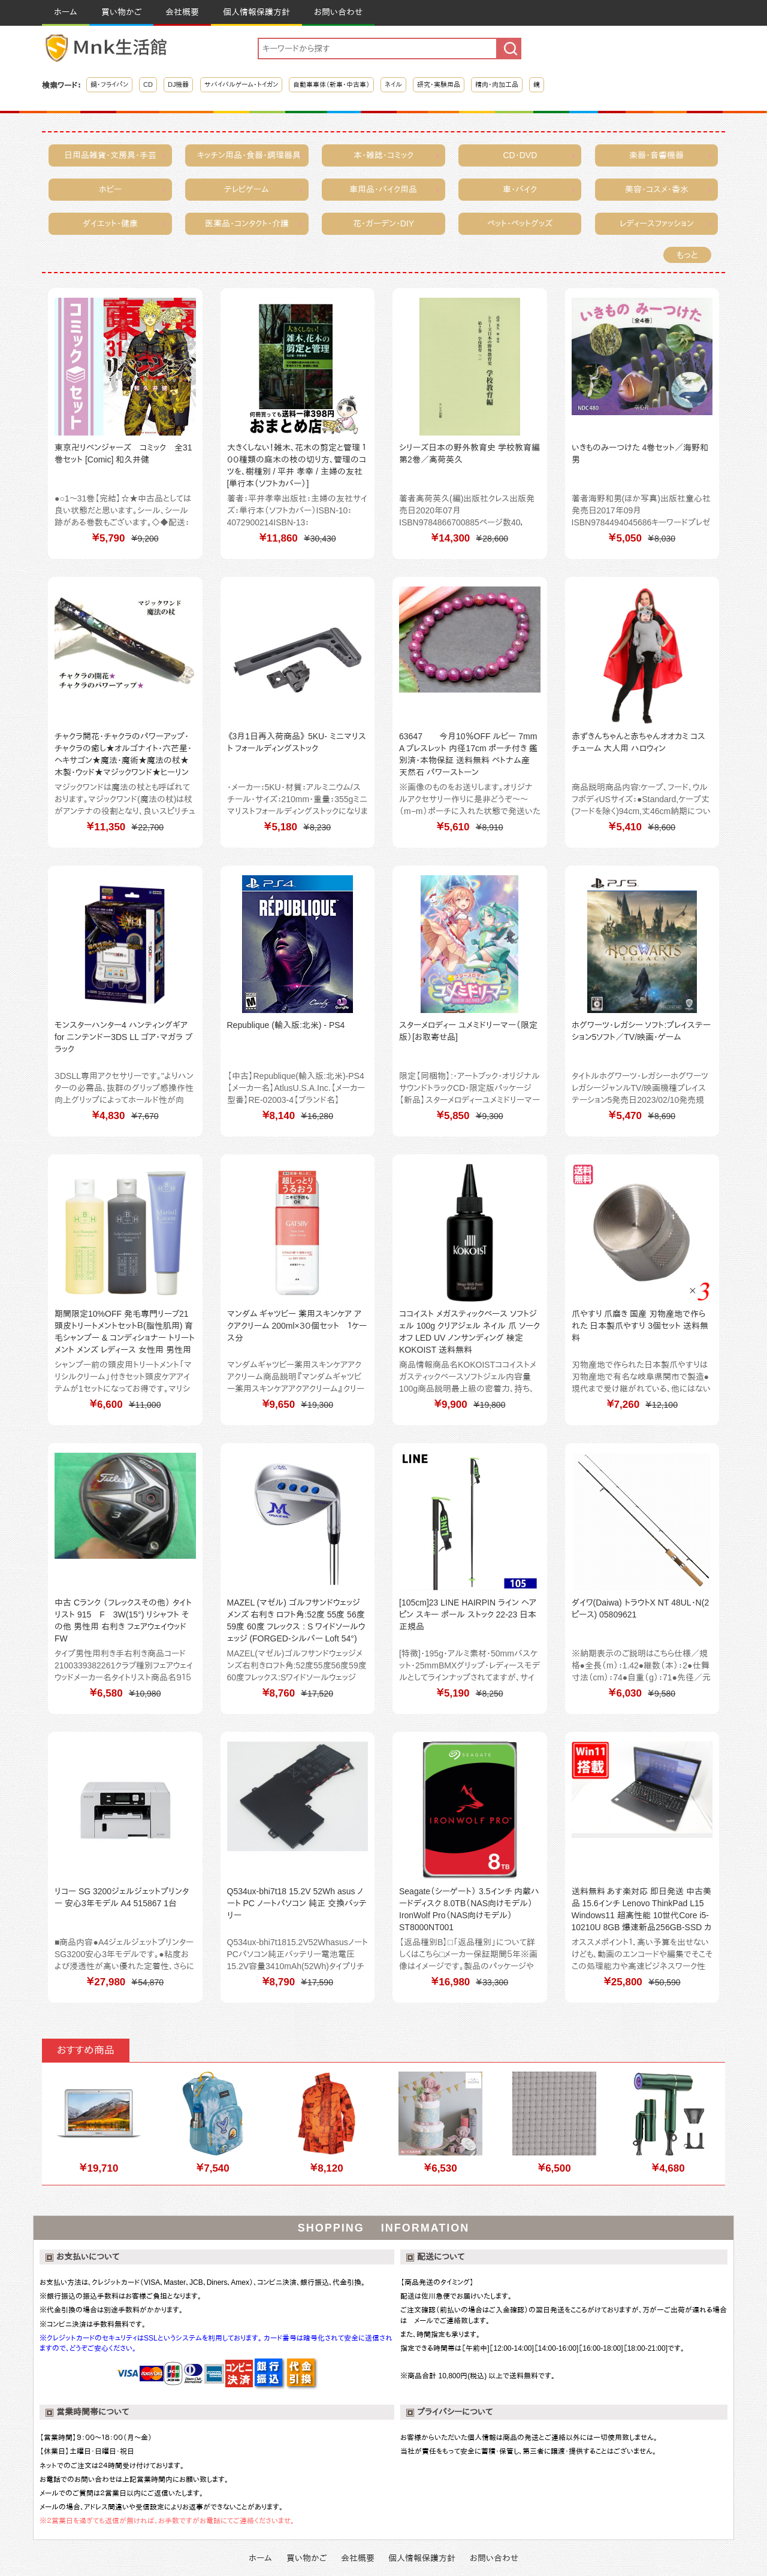 ホーム
買い物かご
会社概要
個人情報保護方針
お問い合わせ
Mnk生活館
キーワードから探す
検索ワード:
鍋・フライパン
CD
DJ機器
サバイバルゲーム・トイガン
自動車車体(新車・中古車)
ネイル
研究・実験用品
精肉・肉加工品
鏡
日用品雑貨・文房具・手芸
キッチン用品・食器・調理器具
本・雑誌・コミック
CD・DVD
楽器・音響機器
ホビー
テレビゲーム
車用品・バイク用品
車・バイク
美容・コスメ・香水
ダイエット・健康
医薬品・コンタクト・介護
花・ガーデン・DIY
ペット・ペットグッズ
レディースファッション
もっと
東京卍リベンジャーズ　コミック　全31
巻セット [Comic] 和久井健
●○1～31巻【完結】☆★中古品としては
良い状態だと思います。シール、シール
跡がある巻数もございます。◇◆配送:
¥5,790 ¥9,200
大きくしない!雑木、花木の剪定と管理 1
00種類の庭木の枝の切り方、管理のコ
ツを、樹種別 / 平井 孝幸 / 主婦の友社
[単行本(ソフトカバー)]
著者:平井孝幸出版社:主婦の友社サイ
ズ:単行本(ソフトカバー)ISBN-10:
4072900214ISBN-13:
¥11,860 ¥30,430
シリーズ日本の野外教育史 学校教育編
第2巻／高荷英久
著者高荷英久(編)出版社クレス出版発
売日2020年07月
ISBN9784866700885ページ数40,
¥14,300 ¥28,600
いきものみーつけた 4巻セット／海野和
男
著者海野和男(ほか写真)出版社童心社
発売日2017年09月
ISBN9784494045686キーワードプレゼ
¥5,050 ¥8,030
チャクラ開花・チャクラのパワーアップ・
チャクラの癒し★オルゴナイト・六芒星・
ヘキサゴン★魔法・魔術★魔法の杖★
木製・ウッド★マジックワンド★ヒーリン
マジックワンドは魔法の杖とも呼ばれて
おります。マジックワンド(魔法の杖)は杖
がアンテナの役割となり、良いスピリチュ
¥11,350 ¥22,700
《3月1日再入荷商品》 5KU- ミニマリス
ト フォールディングストック
・メーカー:5KU・材質:アルミニウム/ス
チール・サイズ:210mm・重量:355gミニ
マリストフォールディングストックになりま
¥5,180 ¥8,230
63647　　今月10％OFF ルビー 7mm
A ブレスレット 内径17cm ポーチ付き 鑑
別済・本物保証 送料無料 ベトナム産
天然石 パワーストーン
※画像のものをお送りします。オリジナ
ルアクセサリー作りに是非どうぞ～～
(m−m)ポーチに入れた状態で発送いた
¥5,610 ¥8,910
赤ずきんちゃんと赤ちゃんオオカミ コス
チューム 大人用 ハロウィン
商品説明商品内容:ケープ、フード、ウル
フボディUSサイズ:●Standard,ケープ丈
(フードを除く)94cm,丈46cm納期につい
¥5,410 ¥8,600
モンスターハンター4 ハンティングギア
for ニンテンドー3DS LL ゴア・マガラ ブ
ラック
3DSLL専用アクセサリーです。"よりハン
ターの必需品、抜群のグリップ感操作性
向上グリップによってホールド性が向
¥4,830 ¥7,670
Republique (輸入版:北米) - PS4
【中古】Republique(輸入版:北米)-PS4
【メーカー名】AtlusU.S.A.Inc.【メーカー
型番】RE-02003-4【ブランド名】
¥8,140 ¥16,280
スターメロディー ユメミドリーマー（限定
版）[お取寄せ品]
限定【同梱物】:・アートブック・オリジナル
サウンドトラックCD・限定版パッケージ
【新品】スターメロディーユメミドリーマー
¥5,850 ¥9,300
ホグワーツ・レガシー ソフト:プレイステー
ション5ソフト／TV/映画・ゲーム
タイトルホグワーツ・レガシーホグワーツ
レガシージャンルTV/映画機種プレイス
テーション5発売日2023/02/10発売規
¥5,470 ¥8,690
期間限定10%OFF 発毛専門リーブ21
頭皮トリートメントセットB(脂性肌用) 育
毛シャンプー & コンディショナー トリート
メント メンズ レディース 女性用 男性用
シャンプー前の頭皮用トリートメント「マ
リシルクリーム」付きセット頭皮ケアアイ
テムが1セットになってお得です。マリシ
¥6,600 ¥11,000
マンダム ギャツビー 薬用スキンケア ア
クアクリーム 200ml×30個セット　1ケー
ス分
マンダムギャツビー薬用スキンケアアク
アクリーム商品説明『マンダムギャツビ
ー薬用スキンケアアクアクリーム』クリー
¥9,650 ¥19,300
ココイスト メガスティックベース ソフトジ
ェル 100g クリアジェル ネイル 爪 ソーク
オフ LED UV ノンサンディング 検定
KOKOIST 送料無料
商品情報商品名KOKOISTココイストメ
ガスティックベースソフトジェル内容量
100g商品説明最上級の密着力、持ち、
¥9,900 ¥19,800
爪やすり 爪磨き 国産 刃物産地で作ら
れた 日本製爪やすり 3個セット 送料無
料
刃物産地で作られた日本製爪やすりは
刃物産地で有名な岐阜県関市で製造●
現代まで受け継がれている、他にはない
¥7,260 ¥12,100
中古 Cランク （フレックスその他） タイト
リスト 915　F　3W(15°) リシャフト そ
の他 男性用 右利き フェアウェイウッド
FW
タイプ男性用利き手右利き商品コード
2100339382261クラブ種別フェアウェイ
ウッドメーカー名タイトリスト商品名915
¥6,580 ¥10,980
MAZEL (マゼル) ゴルフサンドウェッジ
メンズ 右利き ロフト角:52度 55度 56度
59度 60度 フレックス : S ワイドソールウ
ェッジ (FORGED-シルバー Loft 54°)
MAZEL(マゼル)ゴルフサンドウェッジメ
ンズ右利きロフト角:52度55度56度59度
60度フレックス:Sワイドソールウェッジ
¥8,760 ¥17,520
[105cm]23 LINE HAIRPIN ライン ヘア
ピン スキー ポール ストック 22-23 日本
正規品
[特徴]・195g・アルミ素材・50mmバスケ
ット・25mmBMXグリップ・レディースモデ
ルとしてラインナップされてますが、サイ
¥5,190 ¥8,250
ダイワ(Daiwa) トラウトX NT 48UL・N(2
ピース) 05809621
※納期表示のご説明はこちら仕様／規
格●全長（m）:1.42●継数（本）:2●仕舞
寸法（cm）:74●自重（g）:71●先径／元
¥6,030 ¥9,580
リコー SG 3200ジェルジェットプリンタ
ー 安心3年モデル A4 515867 1台
■商品内容●A4ジェルジェットプリンター
SG3200安心3年モデルです。●粘度お
よび浸透性が高い優れた定着性、さらに
¥27,980 ¥54,870
Q534ux-bhi7t18 15.2V 52Wh asus ノ
ート PC ノートパソコン 純正 交換バッテ
リー
Q534ux-bhi7t1815.2V52Whasusノート
PCパソコン純正バッテリー電池電圧
15.2V容量3410mAh(52Wh)タイプリチ
¥8,790 ¥17,590
Seagate（シーゲート） 3.5インチ 内蔵ハ
ードディスク 8.0TB（NAS向けモデル）
IronWolf Pro（NAS向けモデル）
ST8000NT001
【返品種別B】□「返品種別」について詳
しくはこちら□メーカー保証期間5年※画
像はイメージです。製品のパッケージや
¥16,980 ¥33,300
送料無料 あす楽対応 即日発送 中古美
品 15.6インチ Lenovo ThinkPad L15
Windows11 超高性能 10世代Core i5-
10210U 8GB 爆速新品256GB-SSD カ
オススメポイント1、高い予算を出せない
けども、動画のエンコードや編集でそこそ
この処理能力や高速ビジネスワーク性
¥25,800 ¥50,590
おすすめ商品
¥19,710
¥7,540
¥8,120
¥6,530
¥6,500
¥4,680
SHOPPING INFORMATION
お支払いについて
お支払い方法は、クレジットカード（VISA、Master、JCB、Diners、Amex）、コンビニ決済、銀行振込、代金引換。
※銀行振込の振込手数料はお客様ご負担となります。
※代金引換の場合は別途手数料がかかります。
※コンビニ決済は手数料無料です。
※クレジットカードのセキュリティはSSLというシステムを利用しております。カード番号は暗号化されて安全に送信され
ますので、どうぞご安心ください。
配送について
【商品発送のタイミング】
配送は佐川急便でお届けいたします。
ご注文確認（前払いの場合はご入金確認）の翌日発送をこころがけておりますが、万が一ご出荷が遅れる場合
は　メールでご連絡致します。
また、時間指定も承ります。
指定できる時間帯は［午前中］［12:00-14:00］［14:00-16:00］［16:00-18:00］［18:00-21:00］です。
※商品合計 10,800円(税込) 以上で送料無料です。
営業時間帯について
【営業時間】９：００～１８：００（月～金）
【休業日】土曜日・日曜日・祝日
ネットでのご注文は２４時間受け付けております。
お電話でのお問い合わせは上記営業時間内にお願い致します。
メールでのご質問は２営業日以内にご返信いたします。
メールの場合、アドレス間違いや受信設定によりお返事ができないことがあります。
※２営業日を過ぎても返信が無ければ、お手数ですがお電話にてご連絡くださいませ。
プライバシーについて
お客様からいただいた個人情報は商品の発送とご連絡以外には一切使用致しません。
当社が責任をもって安全に蓄積・保管し、第三者に譲渡・提供することはございません。
ホーム
買い物かご
会社概要
個人情報保護方針
お問い合わせ